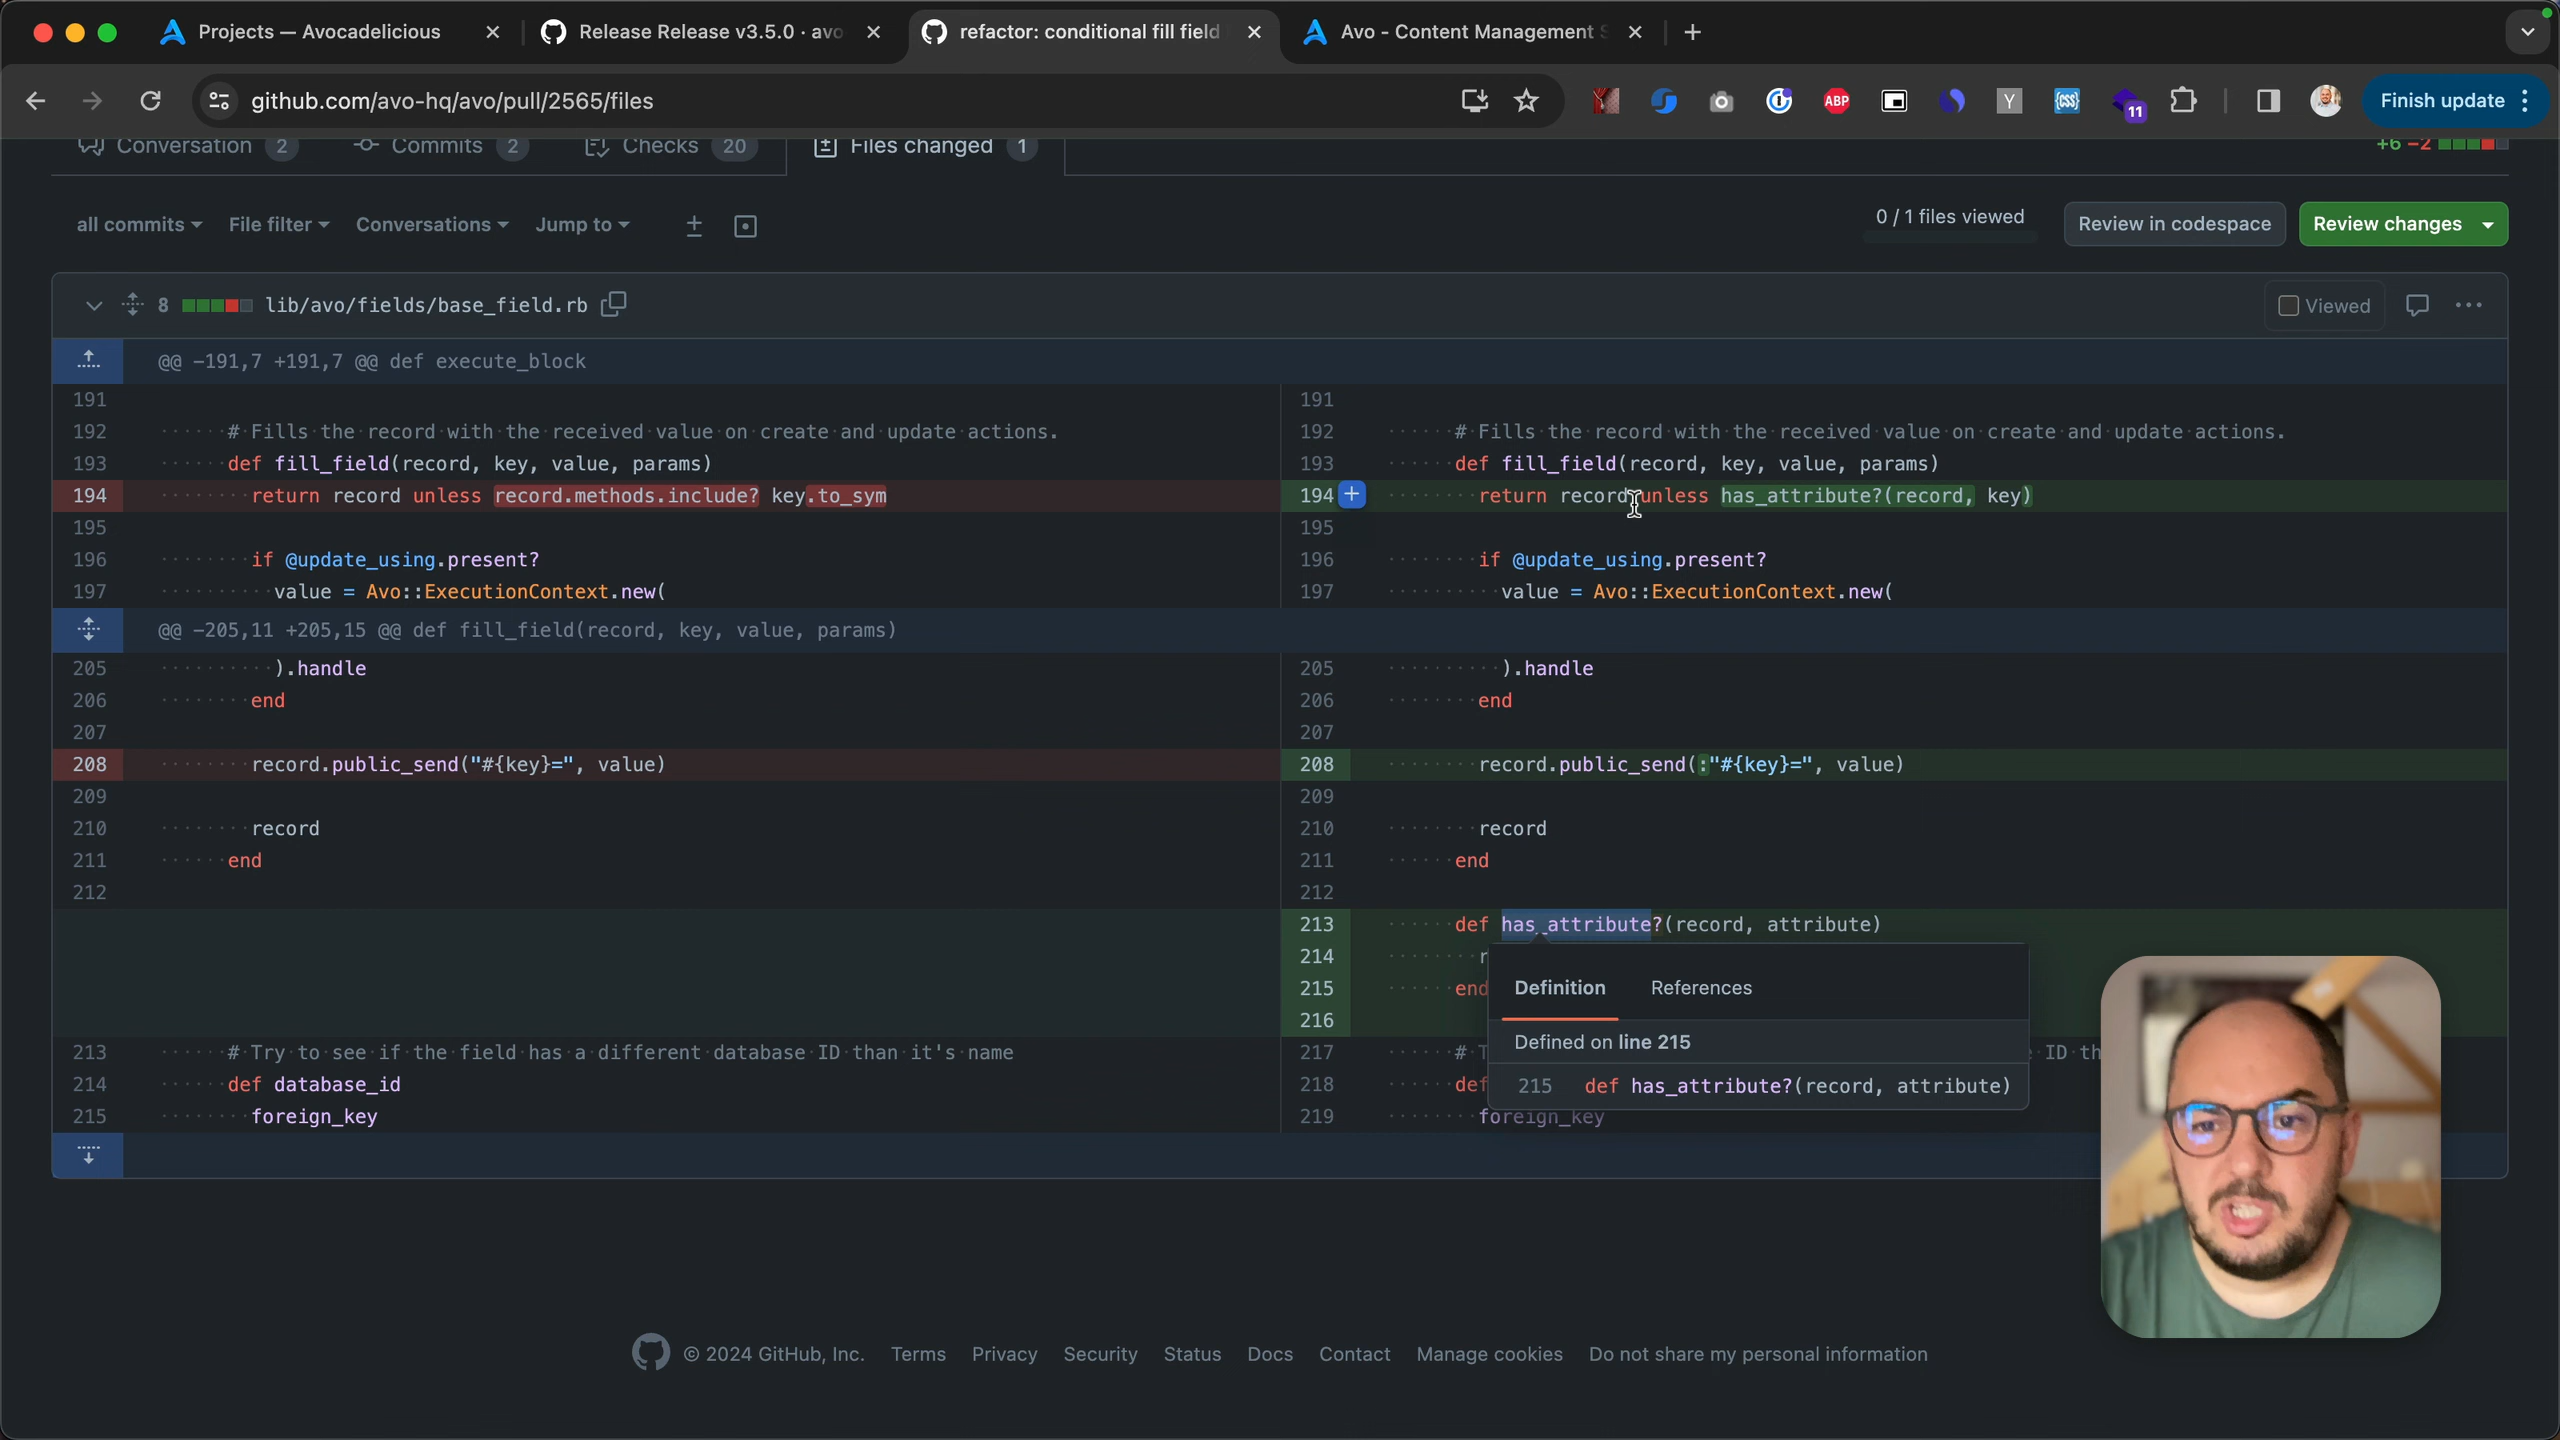 Projects — Avocadelicious
Release Release v3.5.0 · avo
refactor: conditional fill field
Avo - Content Management S
github.com/avo-hq/avo/pull/2565/files
ABP
Y
{css}
11
Finish update
Conversation 2
Commits 2
Checks 20
Files changed 1
+6 −2
all commits
File filter
Conversations
Jump to
0 / 1 files viewed
Review in codespace
Review changes
8 lib/avo/fields/base_field.rb
Viewed
@@ -191,7 +191,7 @@ def execute_block
191
192 # Fills the record with the received value on create and update actions.
193 def fill_field(record, key, value, params)
194 return record unless record.methods.include? key.to_sym
195
196 if @update_using.present?
197 value = Avo::ExecutionContext.new(
191
192 # Fills the record with the received value on create and update actions.
193 def fill_field(record, key, value, params)
194 + return record unless has_attribute?(record, key)
195
196 if @update_using.present?
197 value = Avo::ExecutionContext.new(
@@ -205,11 +205,15 @@ def fill_field(record, key, value, params)
205 ).handle
206 end
207
208 record.public_send("#{key}=", value)
209
210 record
211 end
212
213 # Try to see if the field has a different database ID than it's name
214 def database_id
215 foreign_key
205 ).handle
206 end
207
208 record.public_send(:"#{key}=", value)
209
210 record
211 end
212
213 def has_attribute?(record, attribute)
214 r
215 end
216
217 # T ID th
218 def
219 foreign_key
Definition
References
Defined on line 215
215 def has_attribute?(record, attribute)
© 2024 GitHub, Inc.
Terms
Privacy
Security
Status
Docs
Contact
Manage cookies
Do not share my personal information